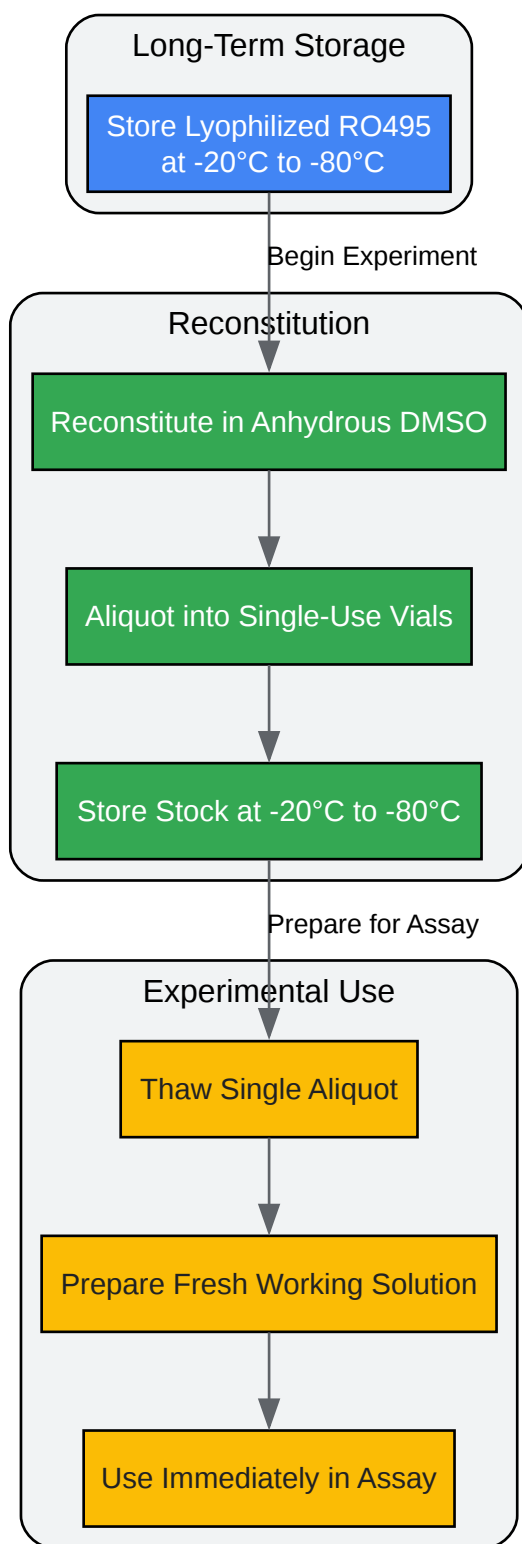 Long-Term Storage
Store Lyophilized RO495
at -20°C to -80°C
Begin Experiment
Reconstitution
Reconstitute in Anhydrous DMSO
Aliquot into Single-Use Vials
Store Stock at -20°C to -80°C
Prepare for Assay
Experimental Use
Thaw Single Aliquot
Prepare Fresh Working Solution
Use Immediately in Assay